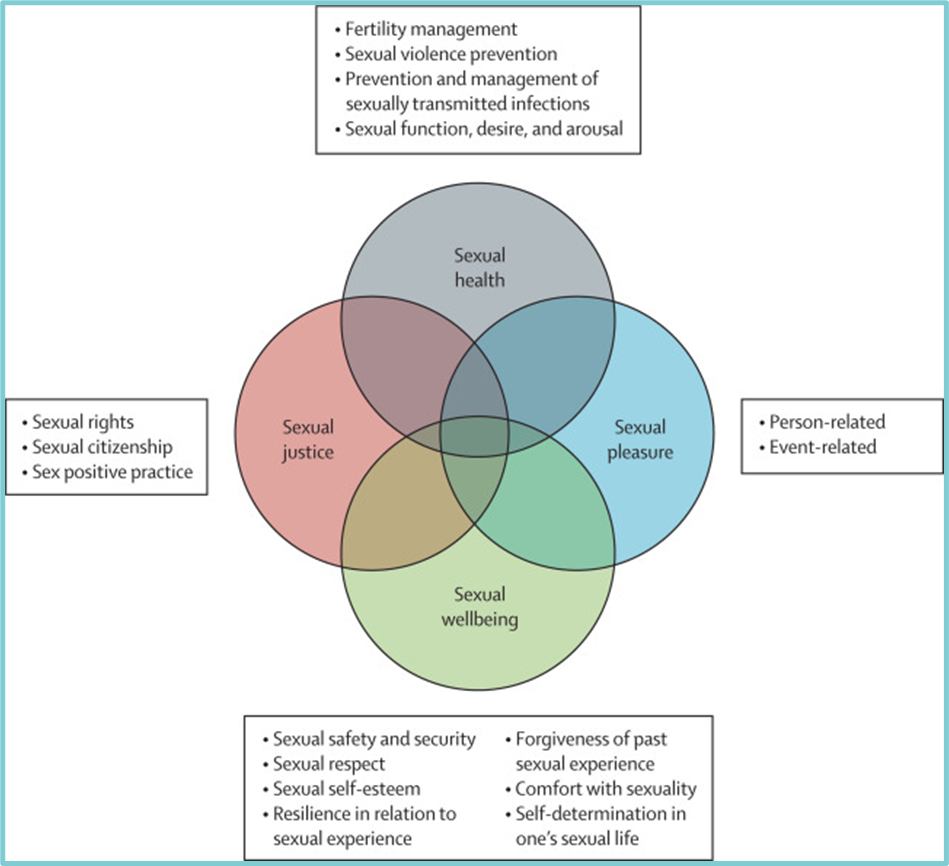 • Fertility management
• Sexual violence prevention
• Prevention and management of
sexually transmitted infections
• Sexual function, desire, and arousal
Sexual
health
• Sexual rights
• Sexual citizenship
• Sex positive practice
Sexual
justice
Sexual
pleasure
• Person-related
• Event-related
Sexual
wellbeing
• Sexual safety and security
• Sexual respect
• Sexual self-esteem
• Resilience in relation to
sexual experience
• Forgiveness of past
sexual experience
• Comfort with sexuality
• Self-determination in
one’s sexual life